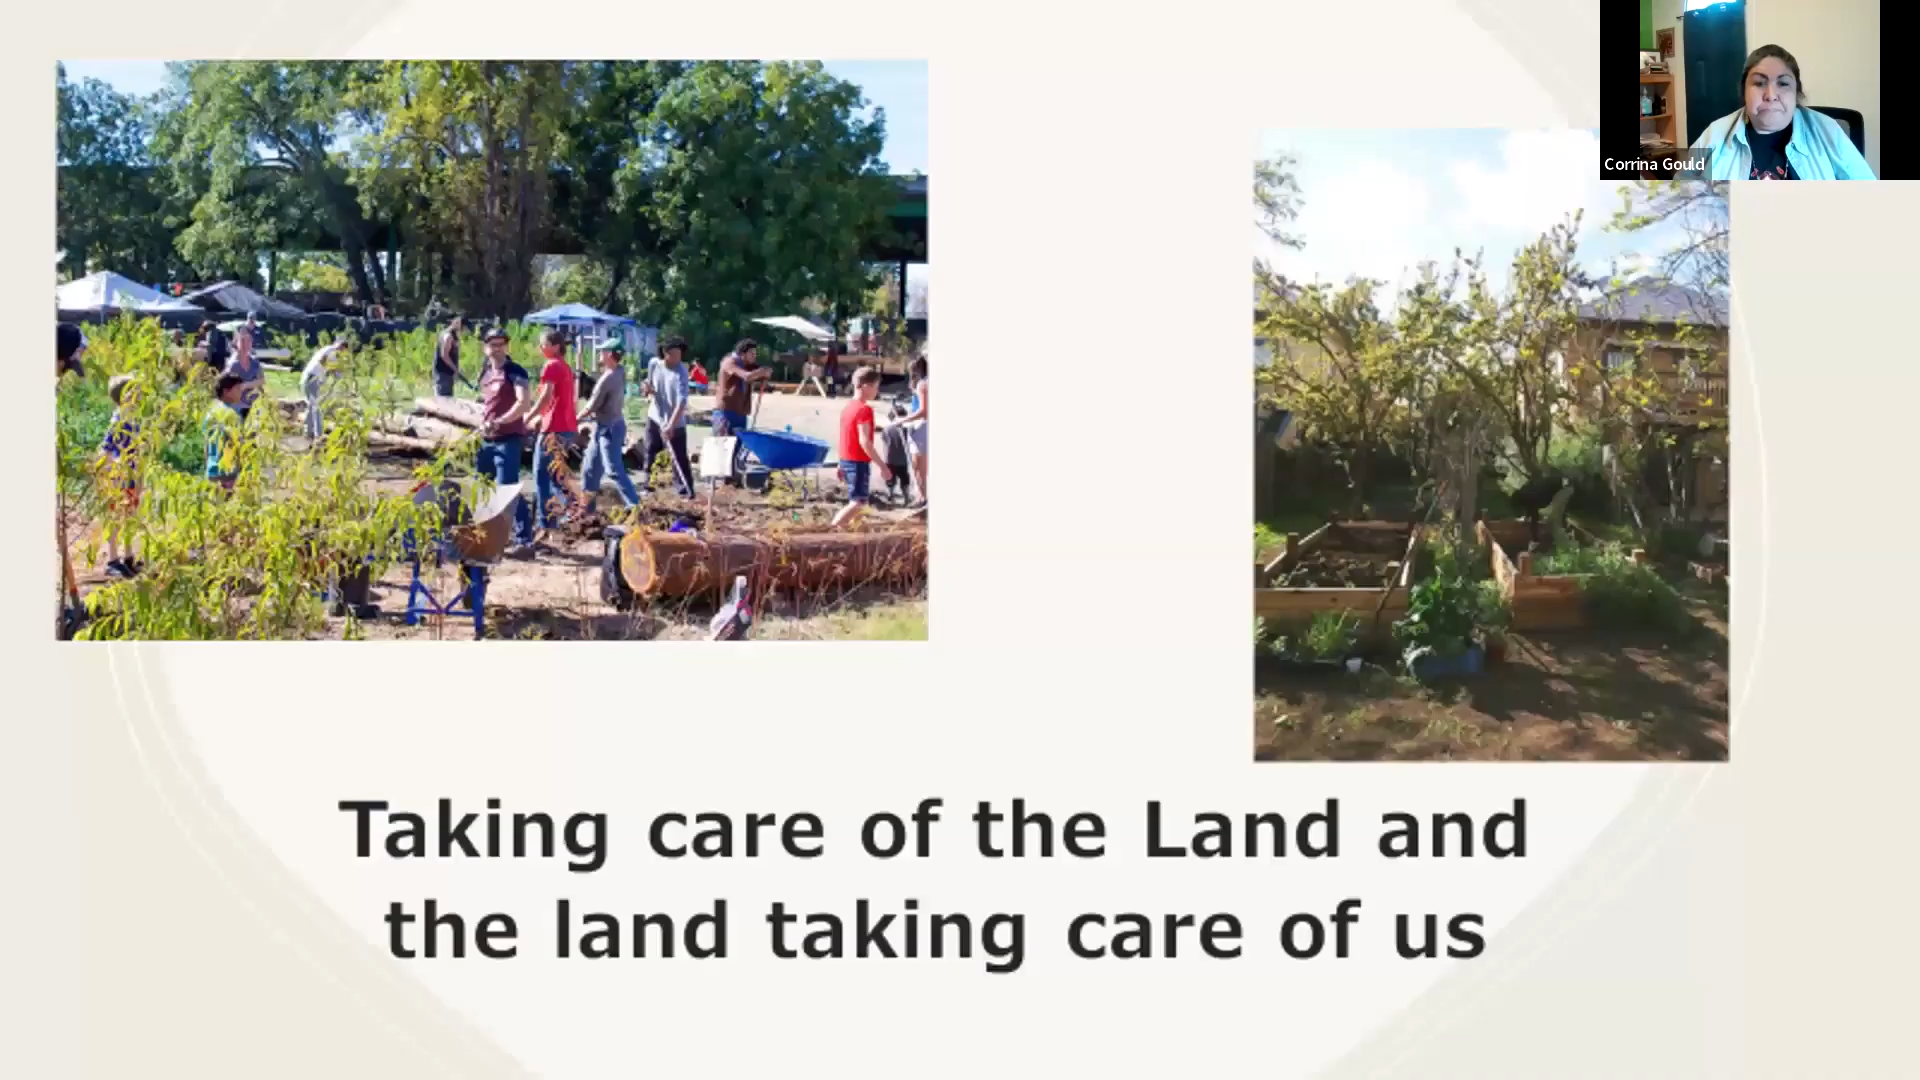 Corrina Gould
Taking care of the Land and
the land taking care of us